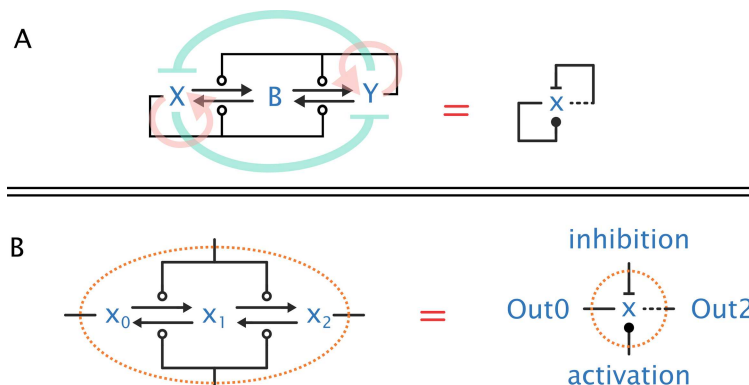 A
X B Y = x
B
x₀ x₁ x₂ =
inhibition
Out0 x Out2
activation